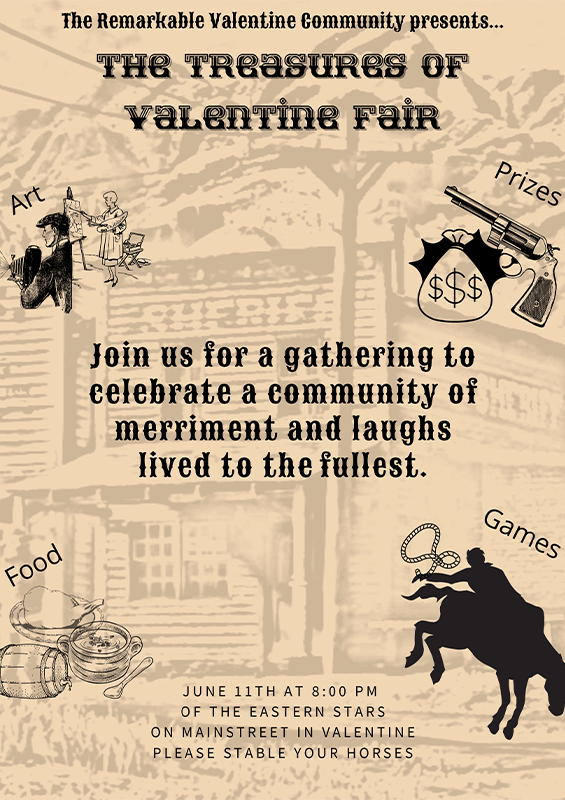 The Remarkable Valentine Community presents...
The Treasures of
Valentine Fair
Art
Prizes
$$$
Join us for a gathering to
celebrate a community of
merriment and laughs
lived to the fullest.
Food
Games
JUNE 11TH AT 8:00 PM
OF THE EASTERN STARS
ON MAINSTREET IN VALENTINE
PLEASE STABLE YOUR HORSES
SHERIFF